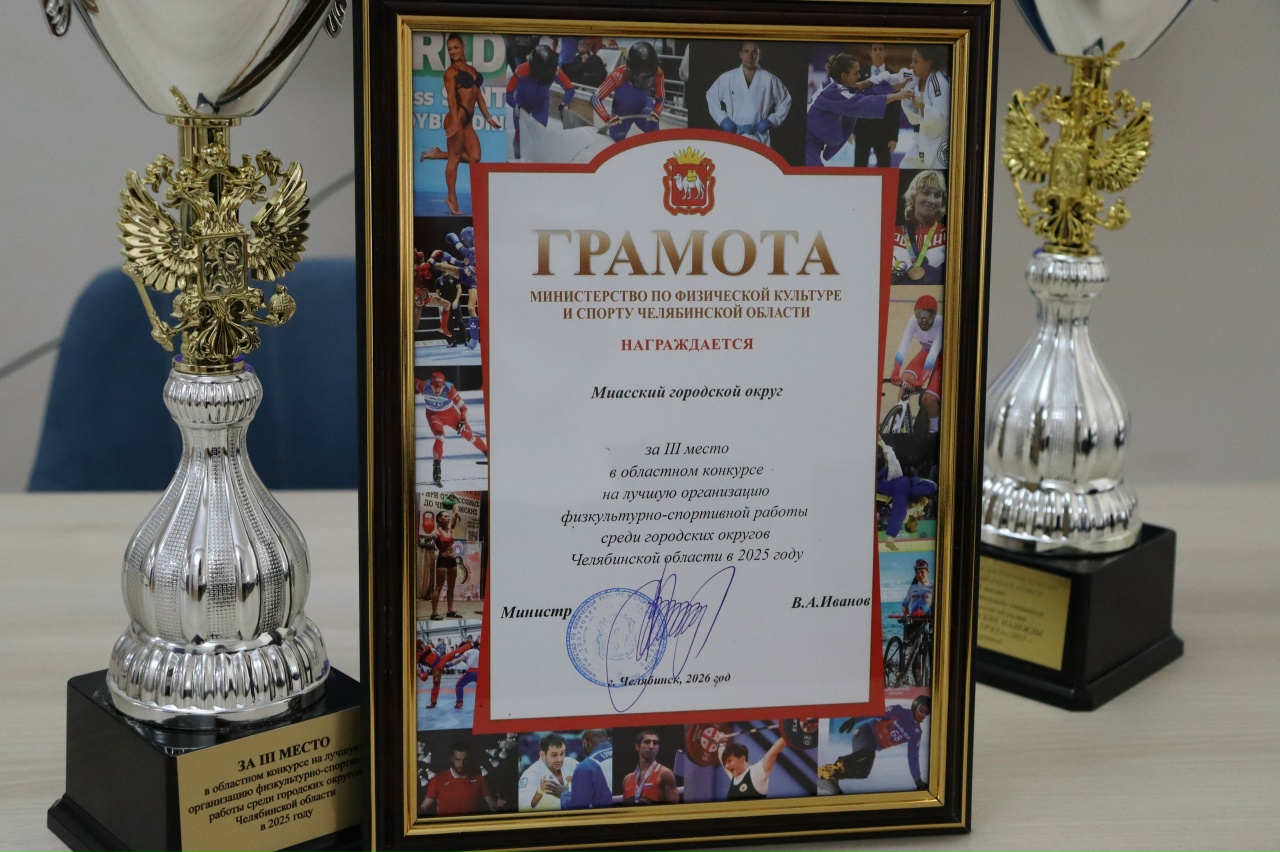 ГРАМОТА
МИНИСТЕРСТВО ПО ФИЗИЧЕСКОЙ КУЛЬТУРЕ
И СПОРТУ ЧЕЛЯБИНСКОЙ ОБЛАСТИ
НАГРАЖДАЕТСЯ
Миасский городской округ
за III место
в областном конкурсе
на лучшую организацию
физкультурно-спортивной работы
среди городских округов
Челябинской области в 2025 году
Министр В.А.Иванов
г. Челябинск, 2026 год
ЗА III МЕСТО
в областном конкурсе на лучшую
организацию физкультурно-спортив
работы среди городских округов
Челябинской области
в 2025 году